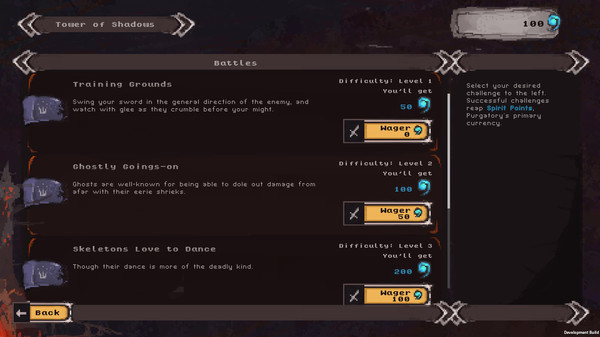 Tower of Shadows
100
Battles
Training Grounds
Swing your sword in the general direction of the enemy, and
watch with glee as they crumble before your might.
Difficulty: Level 1
You'll get
50
Wager
0
Ghostly Goings-on
Ghosts are well-known for being able to dole out damage from
afar with their eerie shrieks.
Difficulty: Level 2
You'll get
100
Wager
50
Skeletons Love to Dance
Though their dance is more of the deadly kind.
Difficulty: Level 3
You'll get
200
Wager
100
Select your desired
challenge to the left.
Successful challenges
reap Spirit Points,
Purgatory's primary
currency.
Back
Development Build